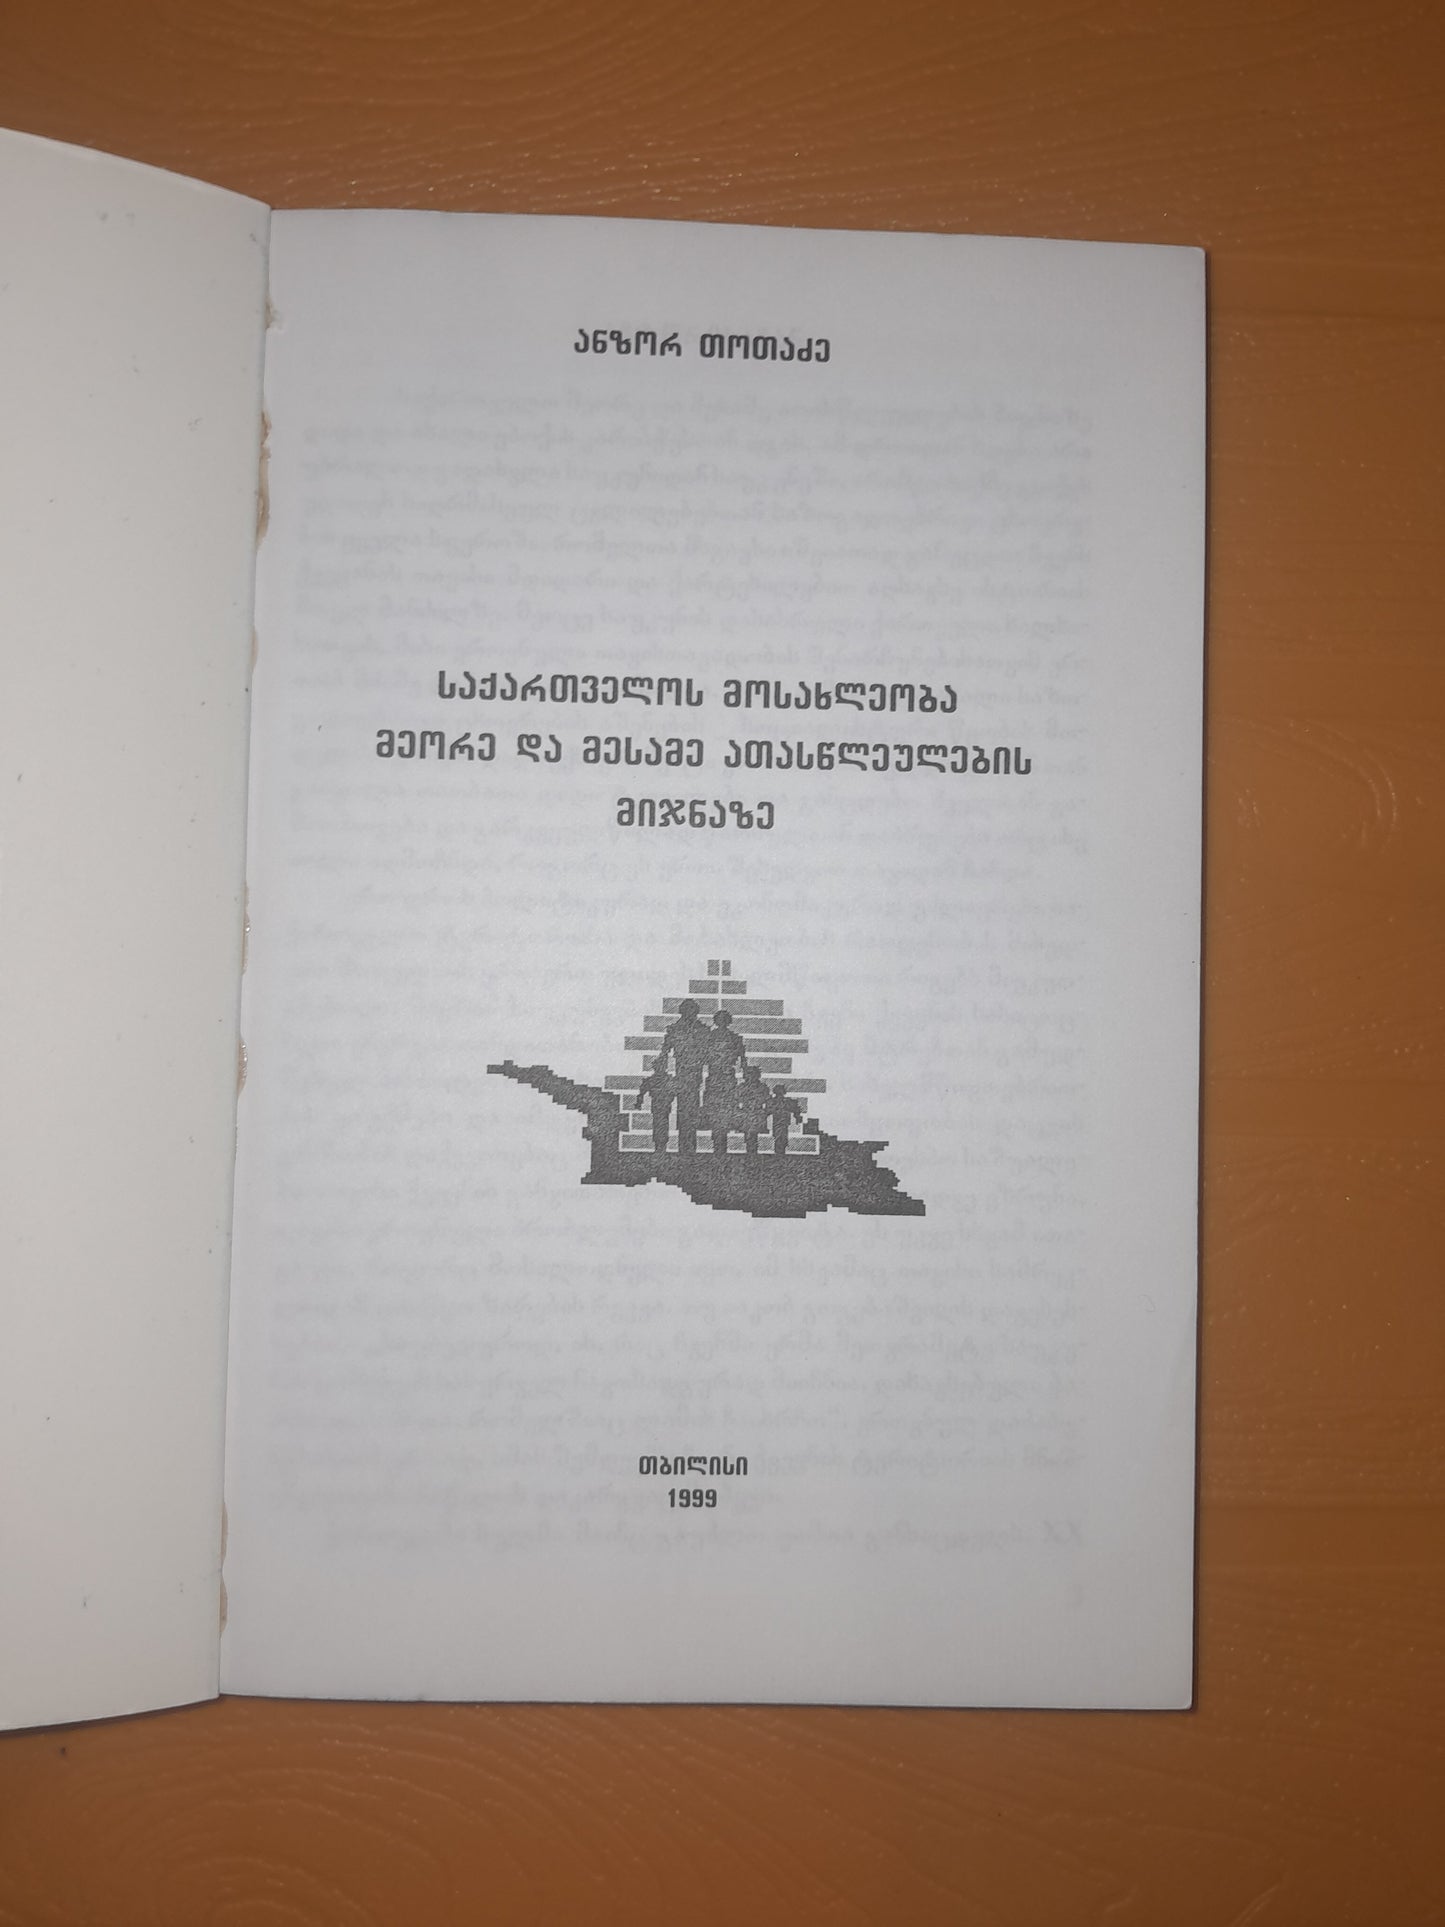 ანზორ თოთაძე
საქართველოს მოსახლეობა
მეორე და მესამე ათასწლეულების
მიჯნაზე
თბილისი
1999